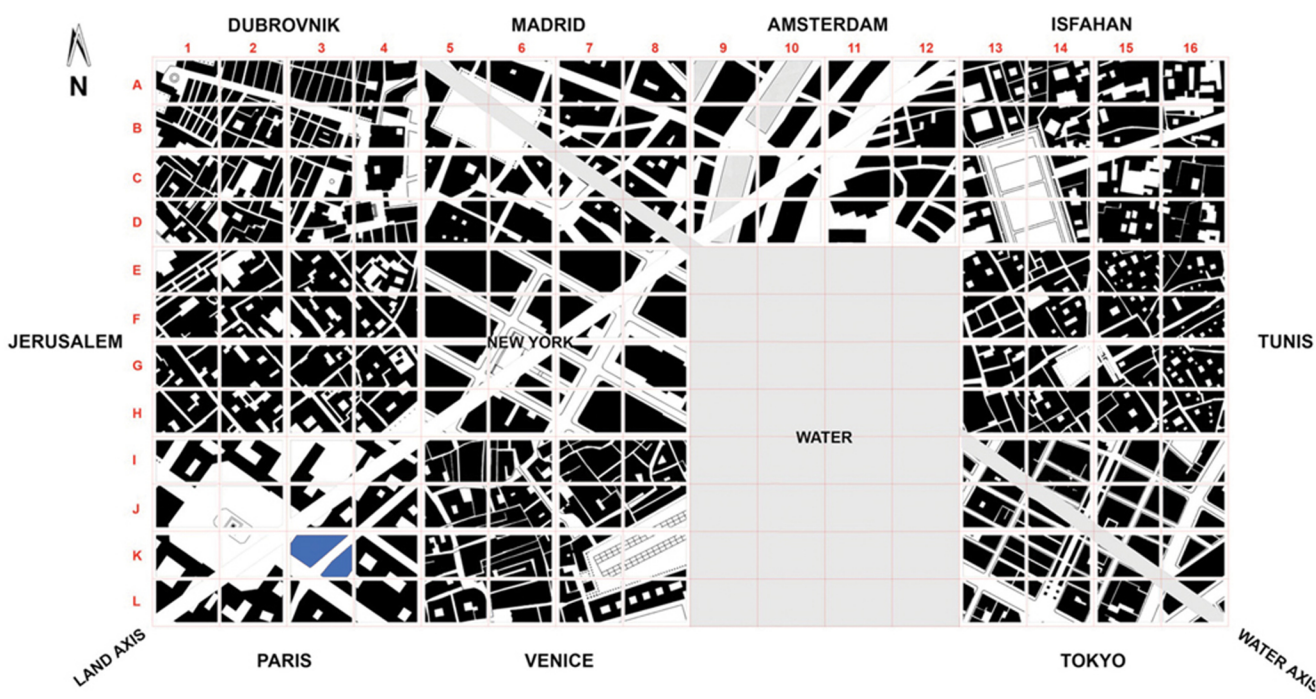 DUBROVNIK MADRID AMSTERDAM ISFAHAN
1 2 3 4 5 6 7 8 9 10 11 12 13 14 15 16
N
A
B
C
D
E
F
JERUSALEM NEW YORK TUNIS
G
H
WATER
I
J
K
L
LAND AXIS
WATER AXIS
PARIS VENICE TOKYO